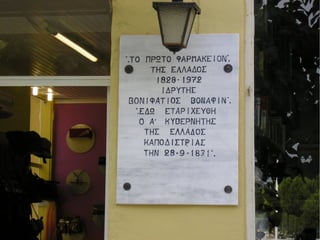 'ΤΟ ΠΡΩΤΟ ΦΑΡΜΑΚΕΙΟΝ'
ΤΗΣ ΕΛΛΑΔΟΣ
1828-1972
ΙΔΡΥΤΗΣ
ΒΟΝΙΦΑΤΙΟΣ ΒΟΝΑΦΙΝ'.
'ΕΔΩ ΕΤΑΡΙΧΕΥΘΗ
Ο Α' ΚΥΒΕΡΝΗΤΗΣ
ΤΗΣ ΕΛΛΑΔΟΣ
ΚΑΠΟΔΙΣΤΡΙΑΣ
ΤΗΝ 28-9-1831'.